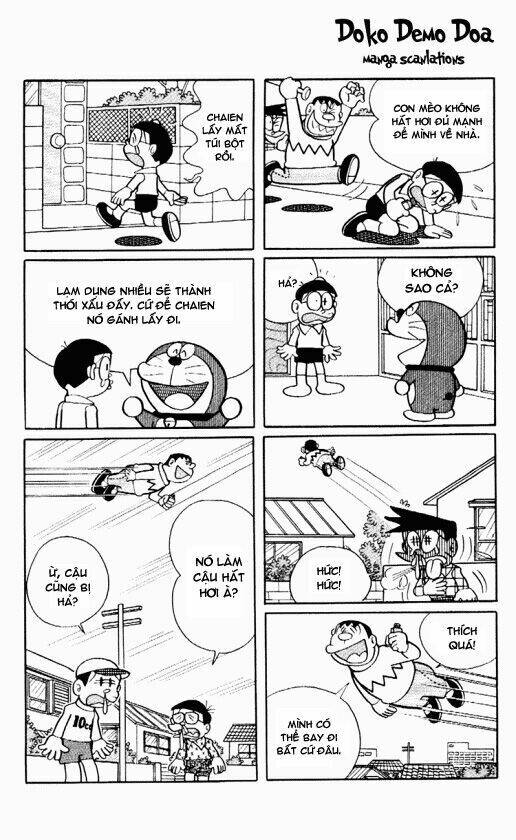 Doko Demo Doa
manga scanlations
CHAIEN
LẤY MẤT
TÚI BỘT
RỒI.
CON MÈO KHÔNG
HẮT HƠI ĐỦ MẠNH
ĐỂ MÌNH VỀ NHÀ.
LẠM DỤNG NHIỀU SẼ THÀNH
THÓI XẤU ĐẤY. CỨ ĐỂ CHAIEN
NÓ GÁNH LẤY ĐI.
HẢ?
KHÔNG
SAO CẢ?
Ừ, CẬU
CŨNG BỊ
HẢ?
NÓ LÀM
CẬU HẮT
HƠI À?
10cc
HỨC!
HỨC!
THÍCH
QUÁ!
MÌNH CÓ
THỂ BAY ĐI
BẤT CỨ ĐÂU.